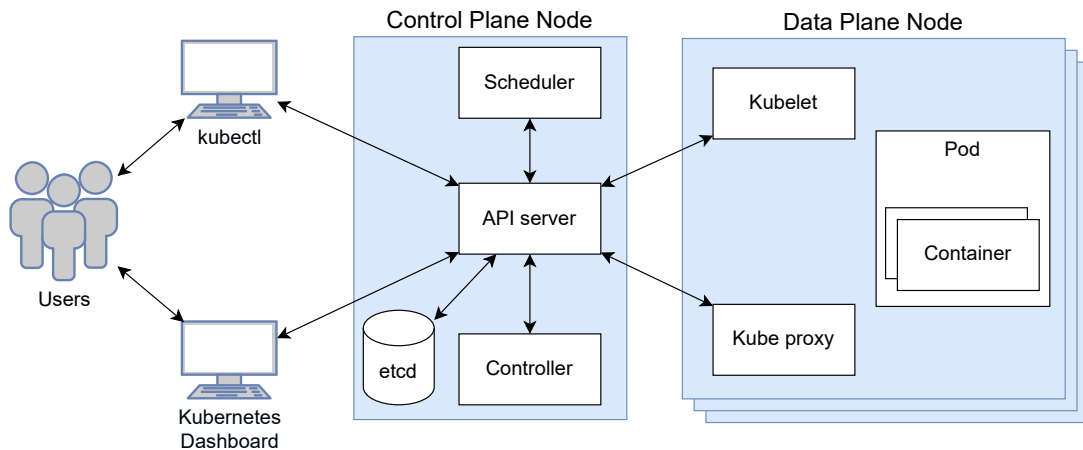 Control Plane Node
Data Plane Node
kubectl
Scheduler
Kubelet
Pod
Users
API server
Container
Kubernetes
Dashboard
etcd
Controller
Kube proxy